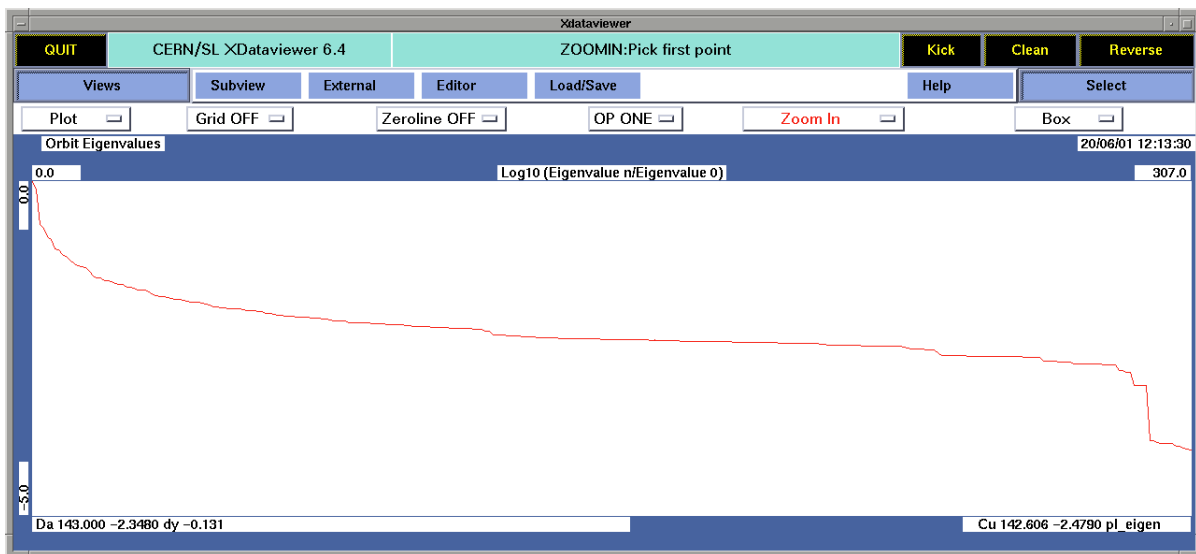 Xdataviewer
QUIT CERN/SL XDataviewer 6.4 ZOOMIN:Pick first point Kick Clean Reverse
Views Subview External Editor Load/Save Help Select
Plot Grid OFF Zeroline OFF OP ONE Zoom In Box
Orbit Eigenvalues 20/06/01 12:13:30
0.0 Log10 (Eigenvalue n/Eigenvalue 0) 307.0
0.0
-5.0
Da 143.000 -2.3480 dy -0.131 Cu 142.606 -2.4790 pl_eigen